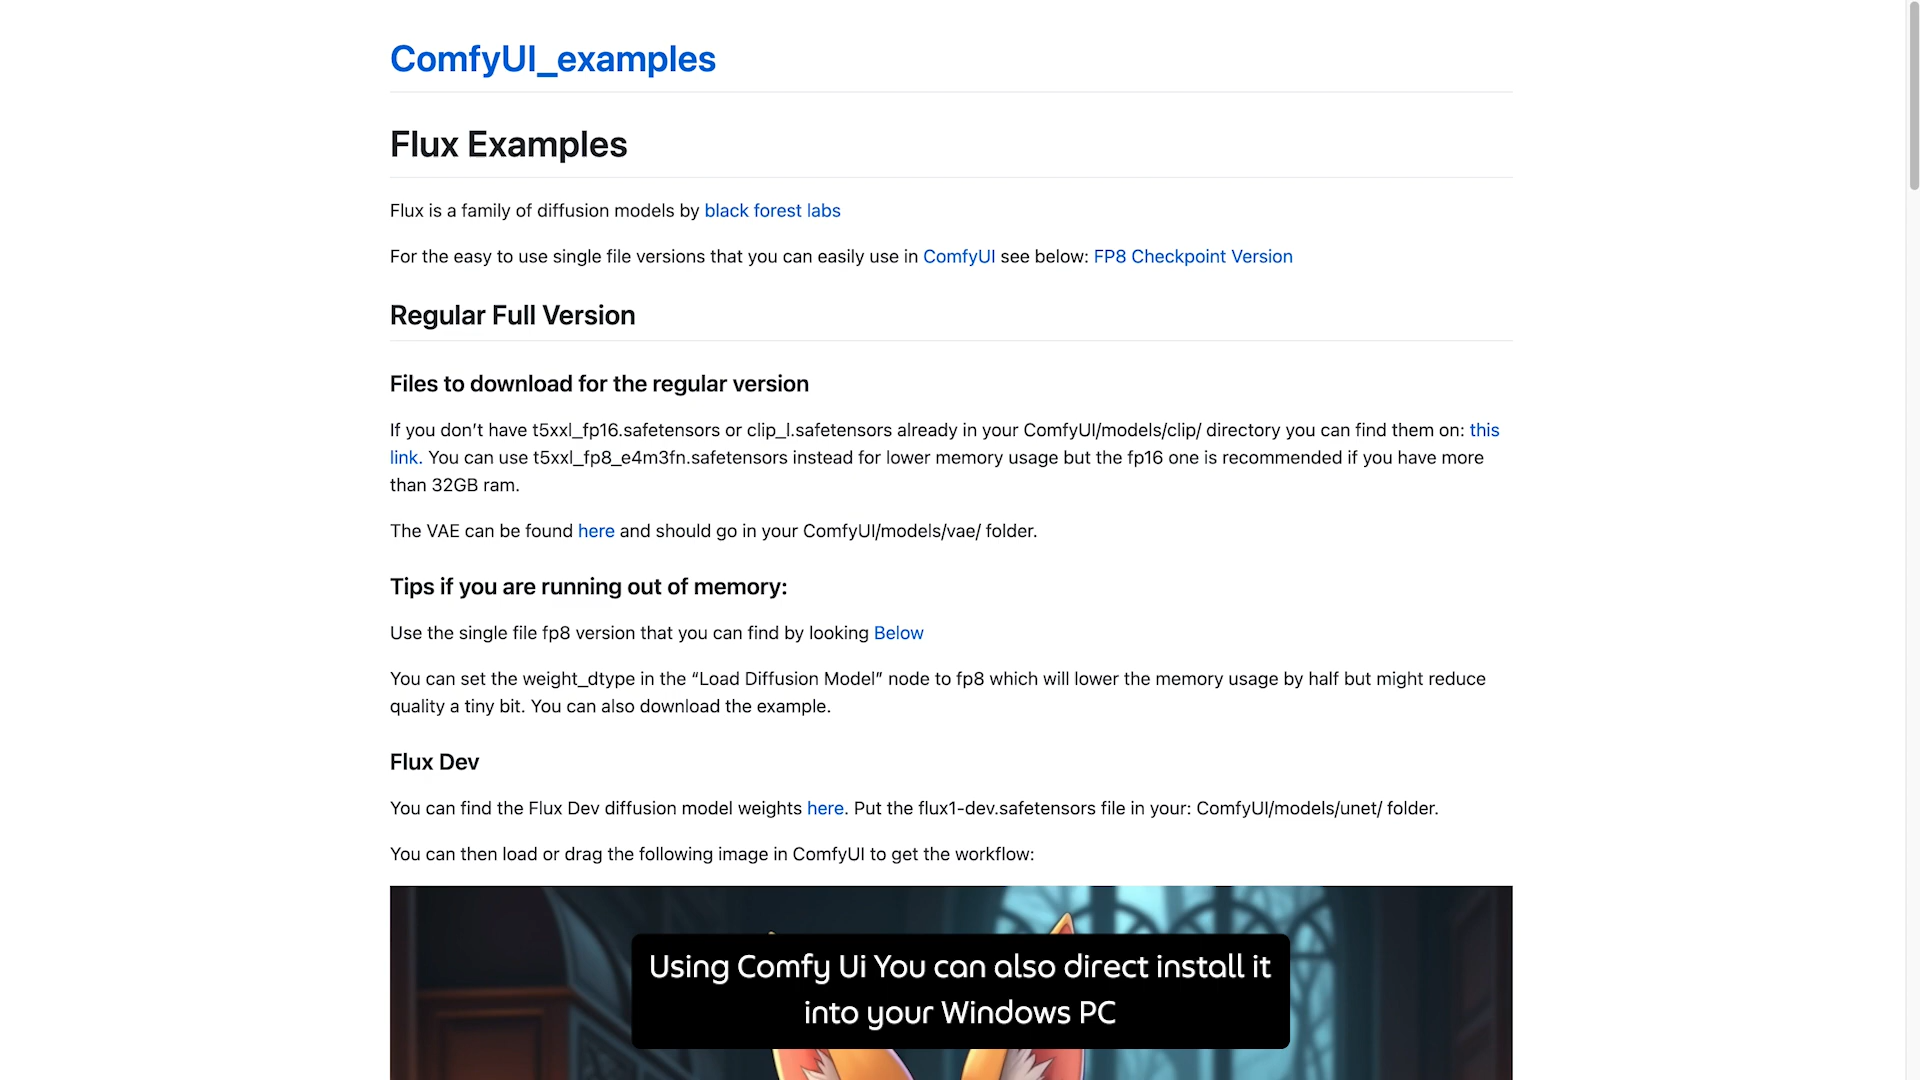 ComfyUI_examples
Flux Examples
Flux is a family of diffusion models by black forest labs
For the easy to use single file versions that you can easily use in ComfyUI see below: FP8 Checkpoint Version
Regular Full Version
Files to download for the regular version
If you don’t have t5xxl_fp16.safetensors or clip_l.safetensors already in your ComfyUI/models/clip/ directory you can find them on: this
link. You can use t5xxl_fp8_e4m3fn.safetensors instead for lower memory usage but the fp16 one is recommended if you have more
than 32GB ram.
The VAE can be found here and should go in your ComfyUI/models/vae/ folder.
Tips if you are running out of memory:
Use the single file fp8 version that you can find by looking Below
You can set the weight_dtype in the “Load Diffusion Model” node to fp8 which will lower the memory usage by half but might reduce
quality a tiny bit. You can also download the example.
Flux Dev
You can find the Flux Dev diffusion model weights here. Put the flux1-dev.safetensors file in your: ComfyUI/models/unet/ folder.
You can then load or drag the following image in ComfyUI to get the workflow:
Using Comfy Ui You can also direct install it
into your Windows PC